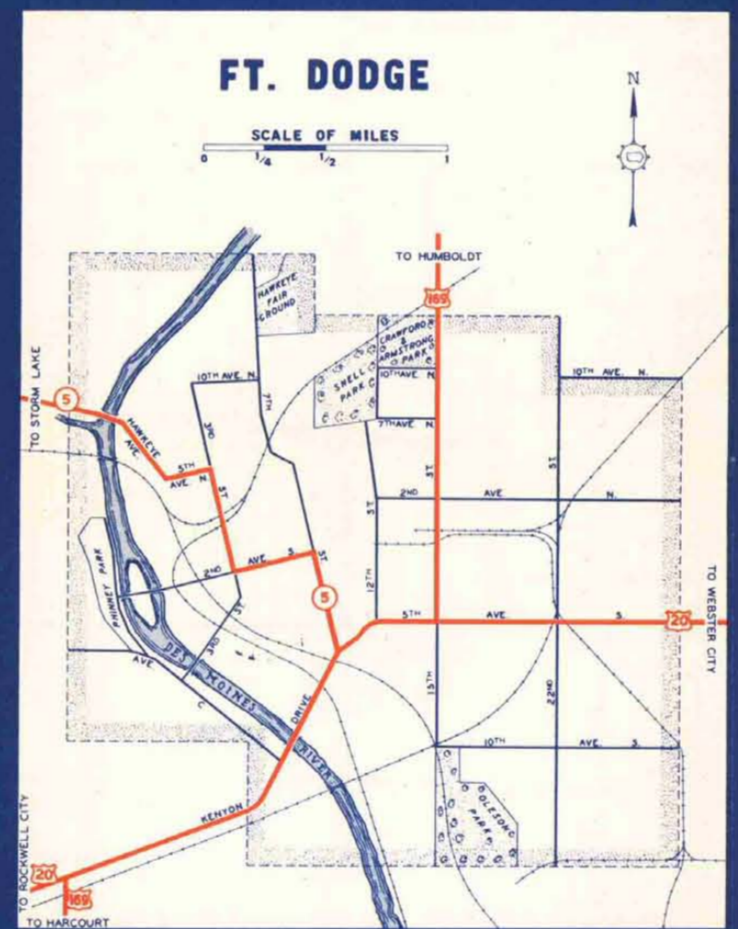 FT. DODGE
SCALE OF MILES
0 1/4 1/2 1
N
TO HUMBOLDT
169
HAWKEYE
FAIR
GROUND
CRAWFORD
&
ARMSTRONG
PARK
SNELL
PARK
10TH AVE. N.
10TH AVE. N.
10TH AVE. N.
TO STORM LAKE
5
HAWKEYE
AVE.
3RD
ST.
7TH
ST.
5TH
AVE. N.
7TH AVE. N.
ST.
ST.
2ND AVE. N.
12TH
ST.
PHINNEY PARK
2ND AVE. S.
5
5TH AVE. S.
20
TO WEBSTER CITY
3RD
ST.
DES MOINES RIVER
AVE. C
15TH
22ND
DRIVE
KENYON
10TH AVE. S.
OLESON
PARK
TO ROCKWELL CITY
20
169
TO HARCOURT